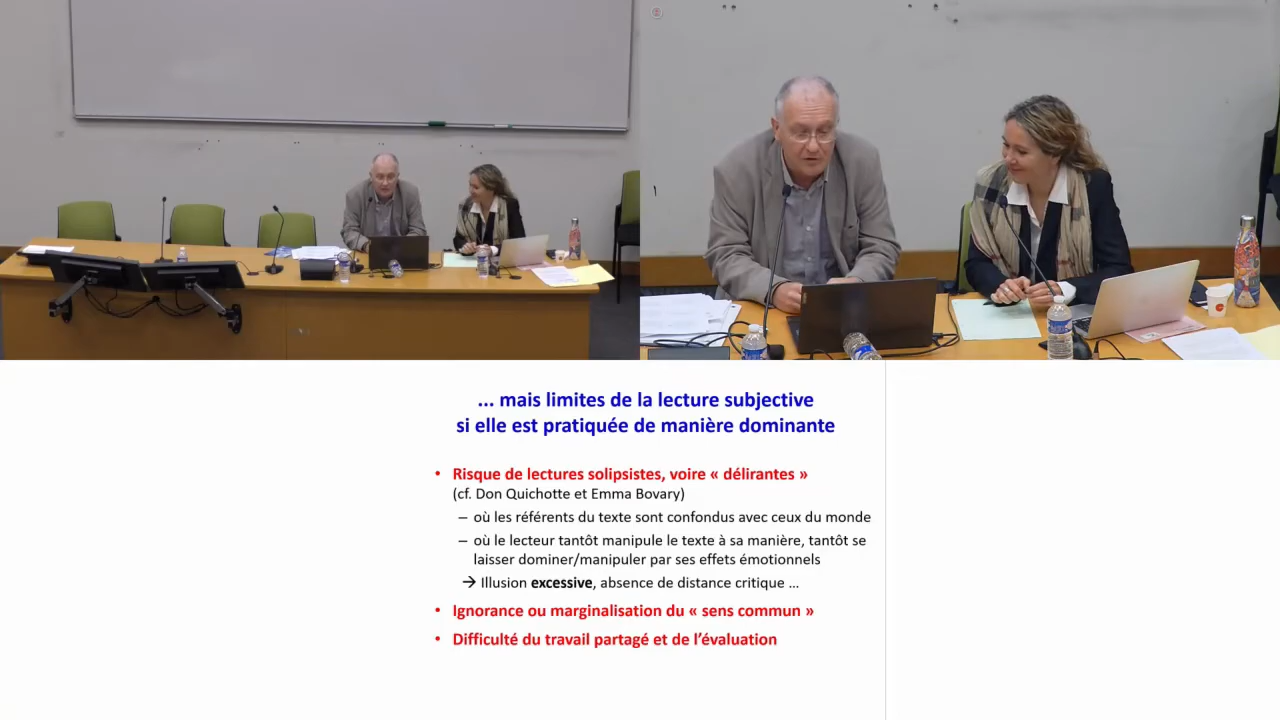 ... mais limites de la lecture subjective
si elle est pratiquée de manière dominante
• Risque de lectures solipsistes, voire « délirantes »
(cf. Don Quichotte et Emma Bovary)
– où les référents du texte sont confondus avec ceux du monde
– où le lecteur tantôt manipule le texte à sa manière, tantôt se
laisser dominer/manipuler par ses effets émotionnels
→ Illusion excessive, absence de distance critique ...
• Ignorance ou marginalisation du « sens commun »
• Difficulté du travail partagé et de l’évaluation